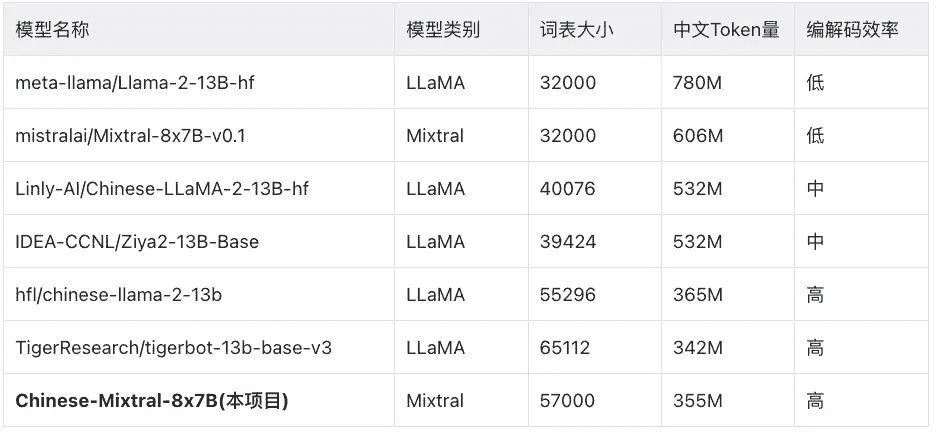 模型名称 模型类别 词表大小 中文Token量 编解码效率
meta-llama/Llama-2-13B-hf LLaMA 32000 780M 低
mistralai/Mixtral-8x7B-v0.1 Mixtral 32000 606M 低
Linly-AI/Chinese-LLaMA-2-13B-hf LLaMA 40076 532M 中
IDEA-CCNL/Ziya2-13B-Base LLaMA 39424 532M 中
hfl/chinese-llama-2-13b LLaMA 55296 365M 高
TigerResearch/tigerbot-13b-base-v3 LLaMA 65112 342M 高
Chinese-Mixtral-8x7B(本项目) Mixtral 57000 355M 高